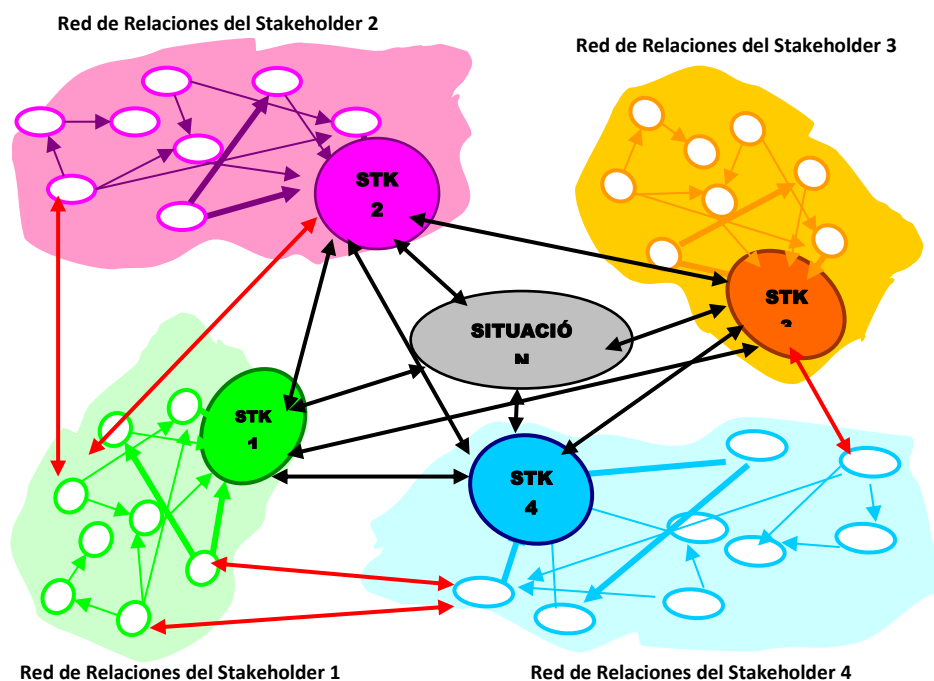 Red de Relaciones del Stakeholder 2
Red de Relaciones del Stakeholder 3
STK
2
STK
SITUACIÓ
N
STK
1
STK
4
Red de Relaciones del Stakeholder 1
Red de Relaciones del Stakeholder 4